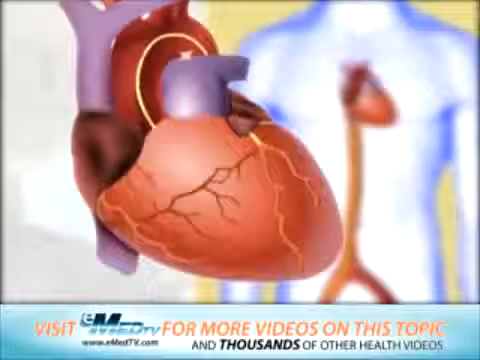 VISIT eMEDTV FOR MORE VIDEOS ON THIS TOPIC
www.eMedTV.com AND THOUSANDS OF OTHER HEALTH VIDEOS